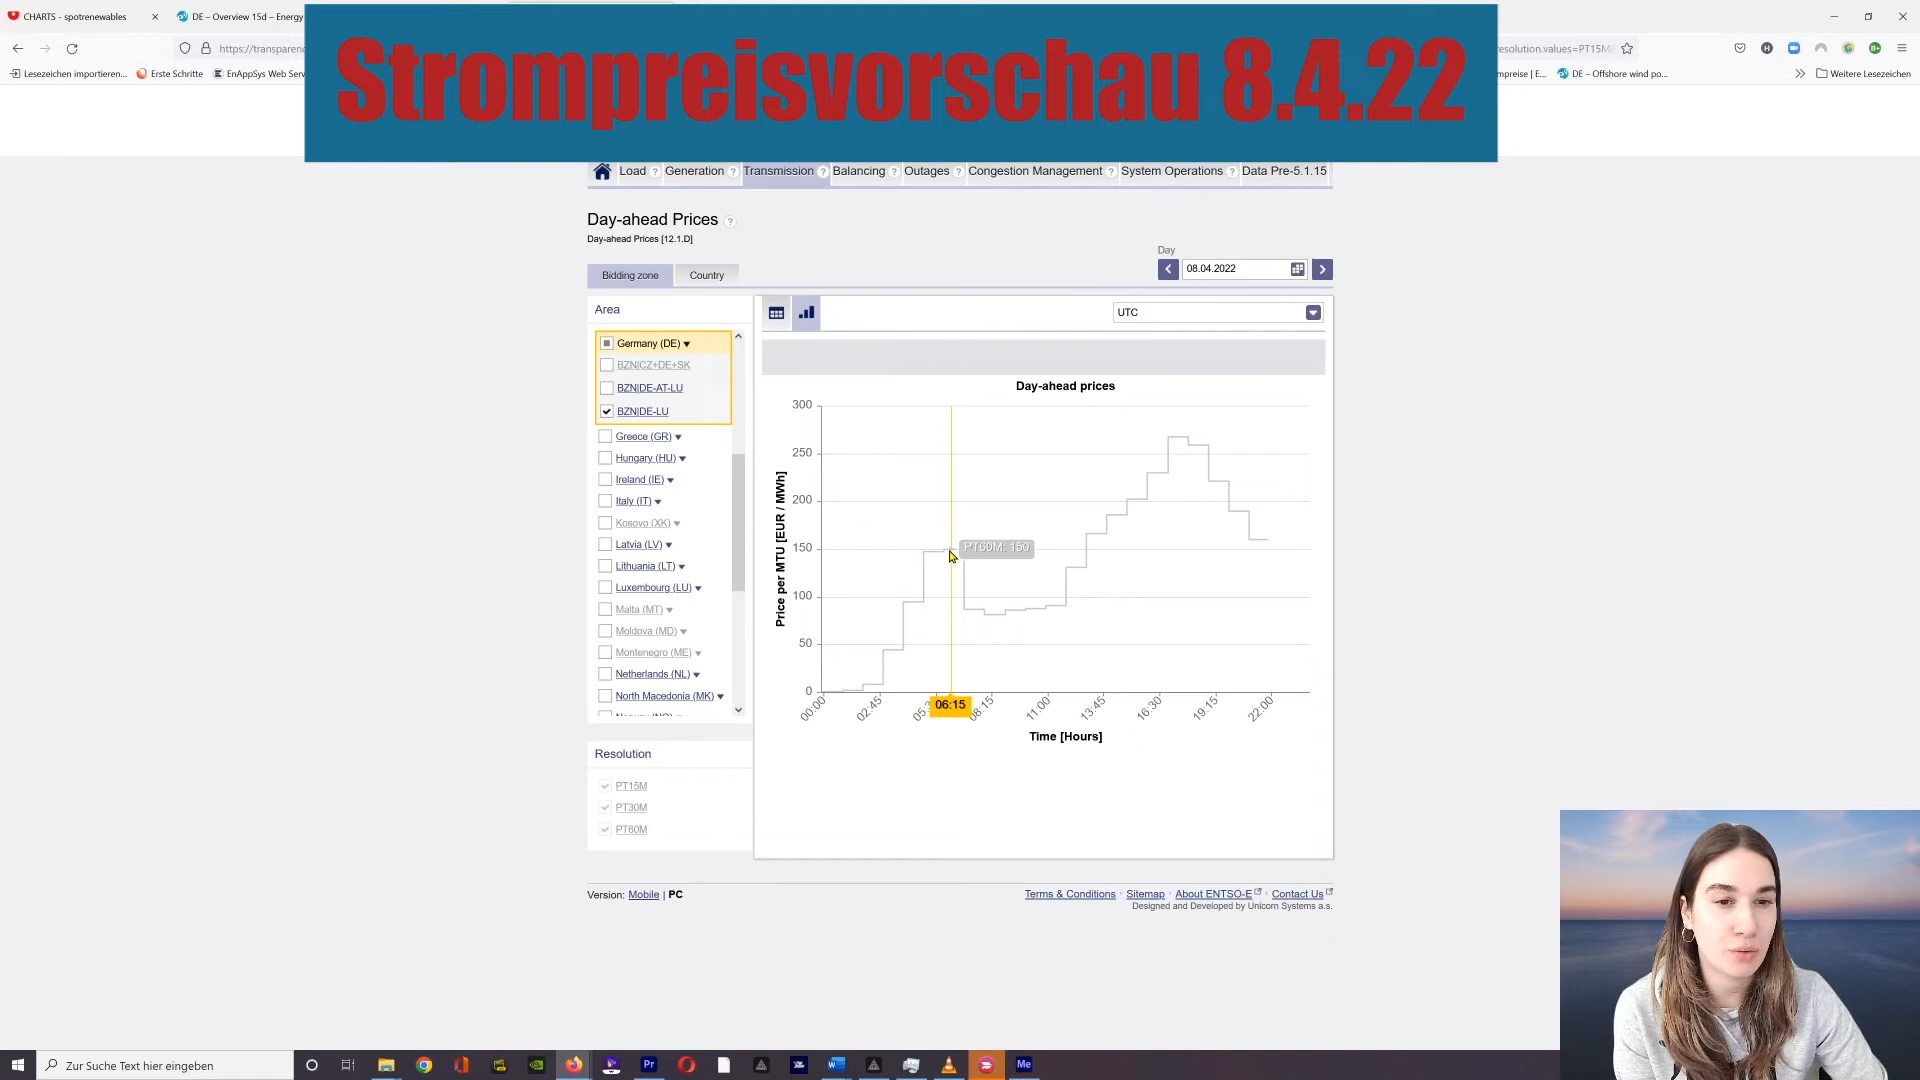 CHARTS - spotrenewables
DE – Overview 15d – Energy
Strompreisvorschau 8.4.22
resolution.values=PT15M
Lesezeichen importieren...
Erste Schritte
DE – Offshore wind po...
Weitere Lesezeichen
Load ? Generation ? Transmission ? Balancing ? Outages ? Congestion Management ? System Operations ? Data Pre-5.1.15
Day-ahead Prices ?
Day-ahead Prices [12.1.D]
Day
08.04.2022
Bidding zone
Country
Area
UTC
Germany (DE)
BZN|CZ+DE+SK
BZN|DE-AT-LU
BZN|DE-LU
Greece (GR)
Hungary (HU)
Ireland (IE)
Italy (IT)
Kosovo (XK)
Latvia (LV)
Lithuania (LT)
Luxembourg (LU)
Malta (MT)
Moldova (MD)
Montenegro (ME)
Netherlands (NL)
North Macedonia (MK)
Day-ahead prices
Price per MTU [EUR / MWh]
300
250
200
150
100
50
0
PT60M: 150
00:00
02:45
06:15
08:15
11:00
13:45
16:30
19:15
22:00
Time [Hours]
Resolution
PT15M
PT30M
PT60M
Version: Mobile | PC
Terms & Conditions · Sitemap · About ENTSO-E · Contact Us
Designed and Developed by Unicorn Systems a.s.
Zur Suche Text hier eingeben